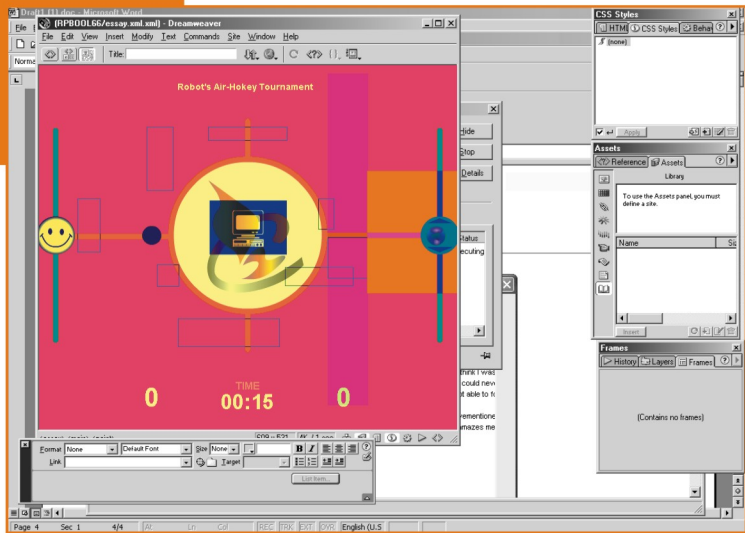 Draft1 (1).doc - Microsoft Word
(RPBOOL66/essay.xml.xml) - Dreamweaver
File Edit View Insert Modify Text Commands Site Window Help
Title:
Robot's Air-Hokey Tournament
0
TIME
00:15
0
Hide
Stop
Details
Status
ecuting
think I was
could neve
ot able to fo
vementione
amazes me
Format None
Default Font
Size None
B I
Link
Target
List Item...
CSS Styles
HTML CSS Styles Behav
(none)
Apply
Assets
Reference Assets
Library
To use the Assets panel, you must
define a site.
Name
Siz
Insert
Frames
History Layers Frames
(Contains no frames)
Page 4 Sec 1 4/4 At Ln Col REC TRK EXT OVR English (U.S